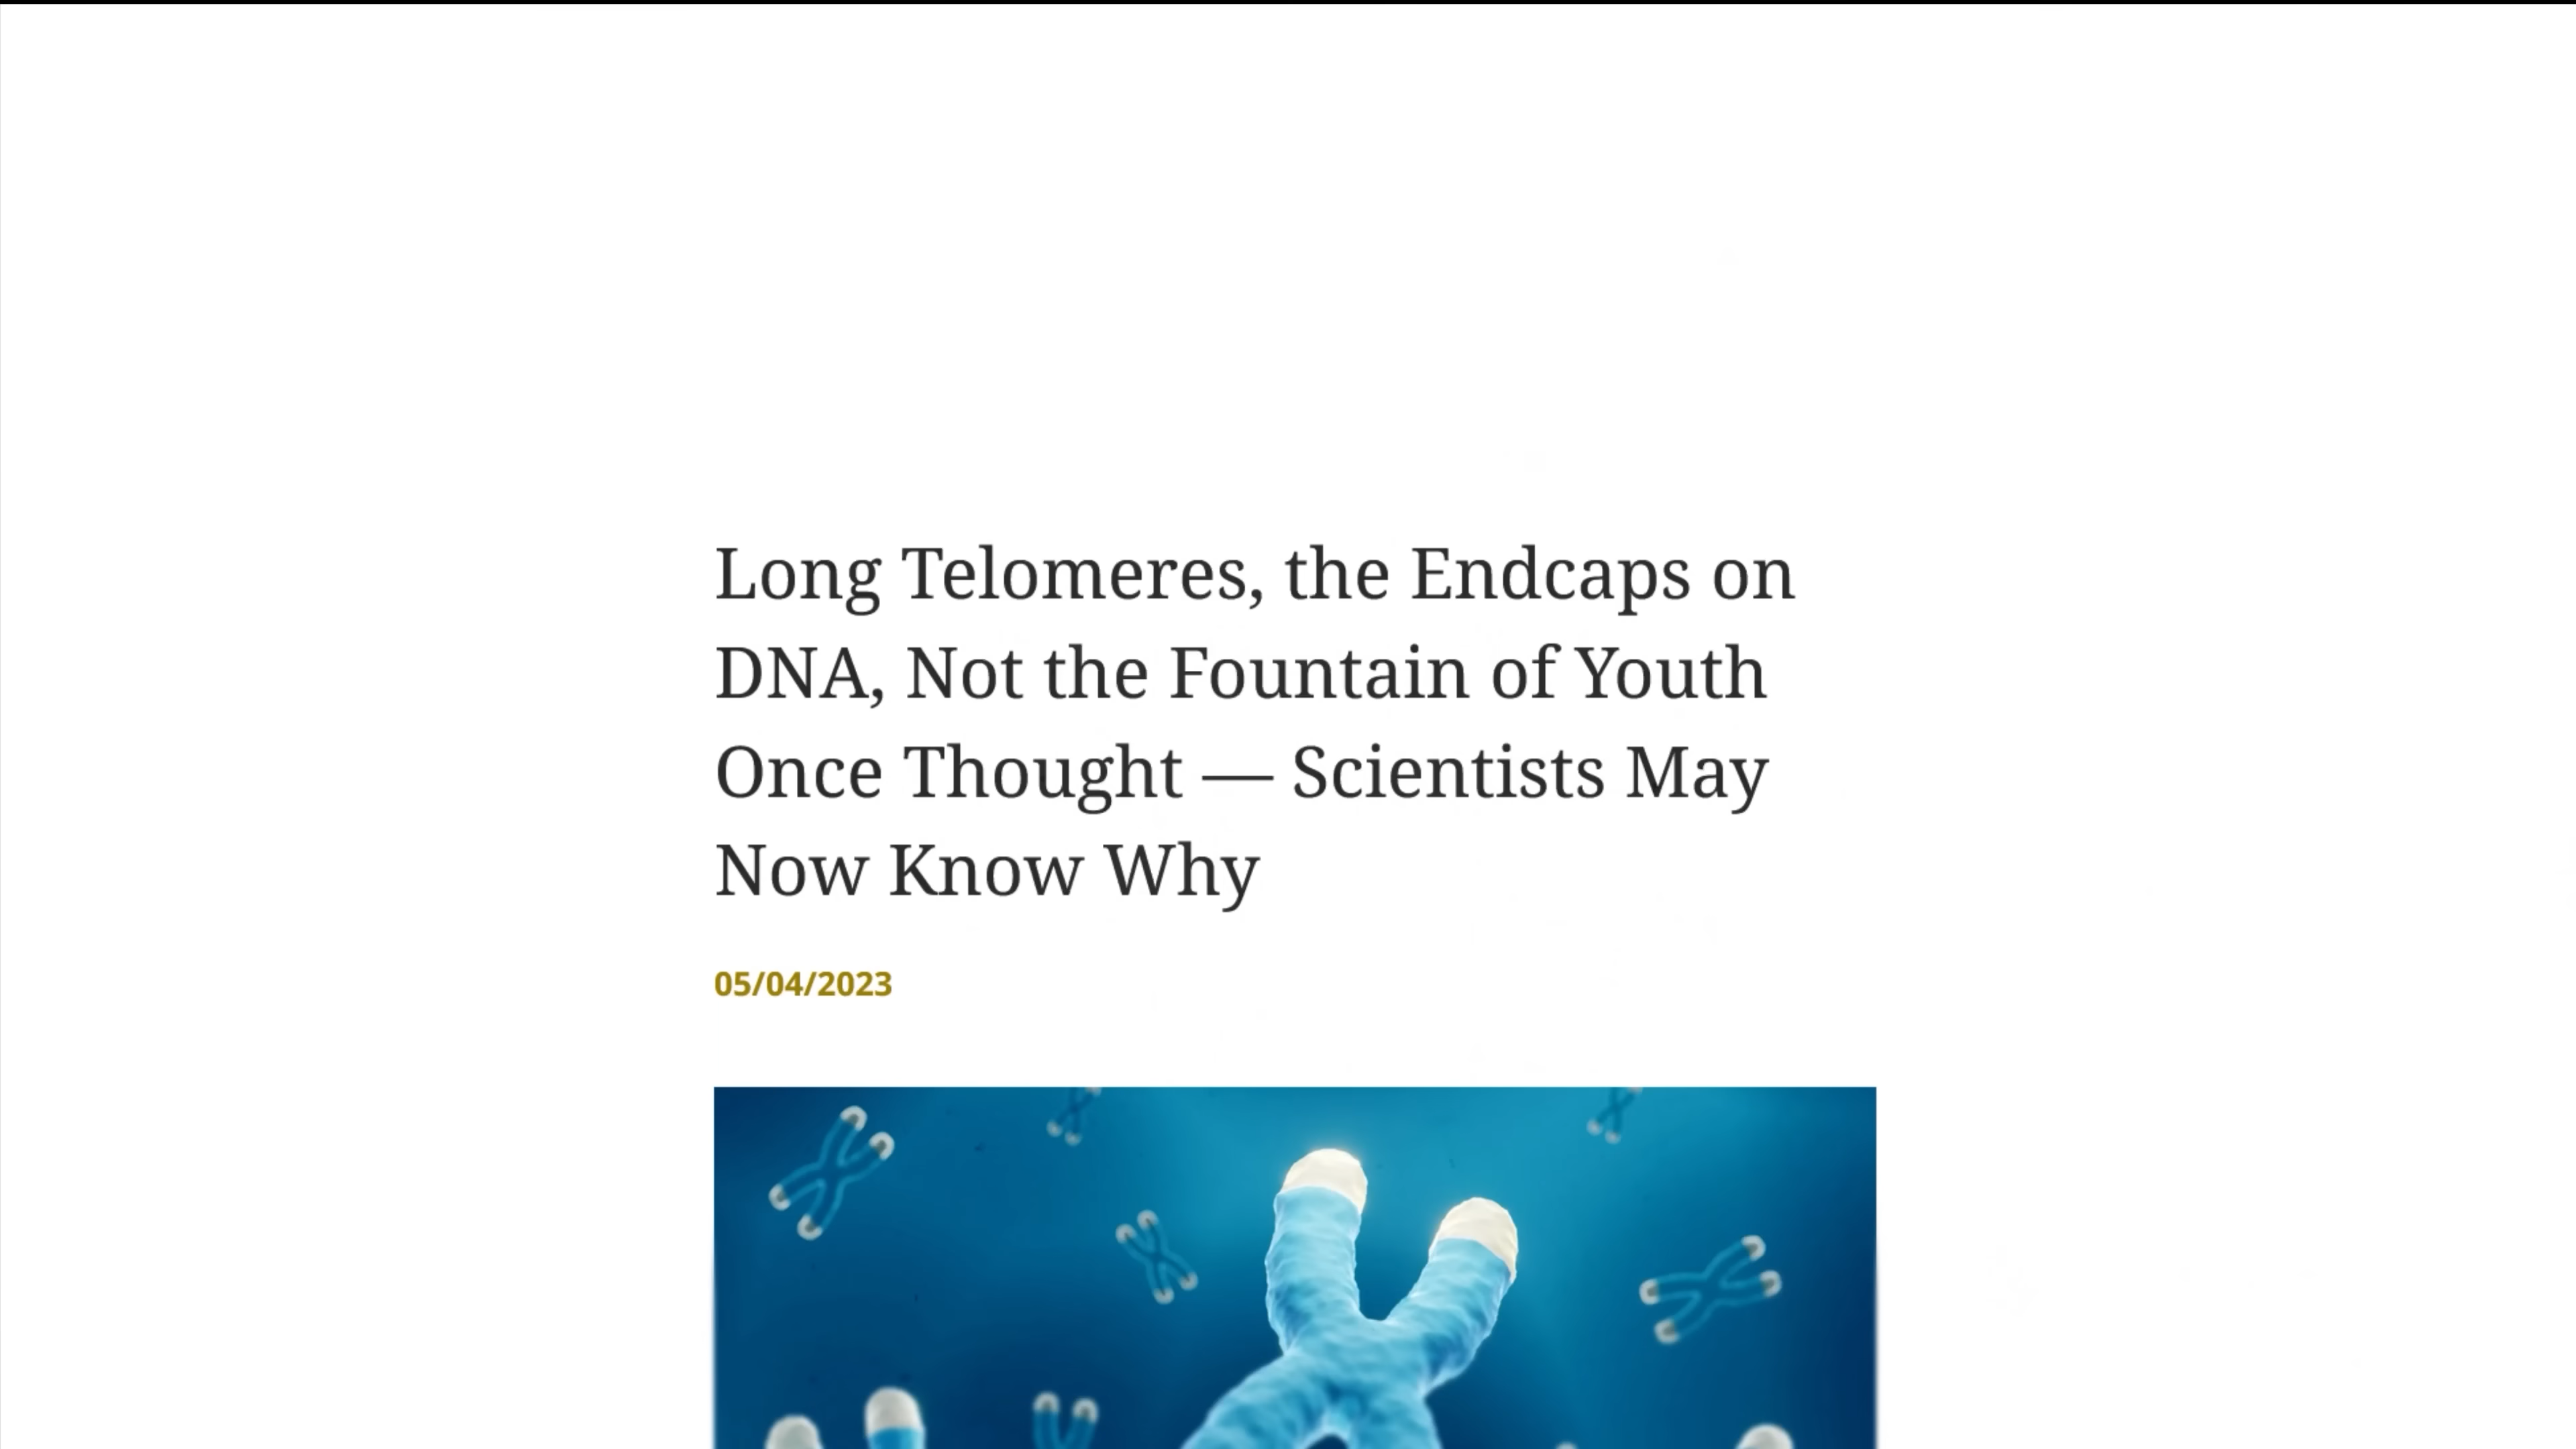 Long Telomeres, the Endcaps on
DNA, Not the Fountain of Youth
Once Thought — Scientists May
Now Know Why
05/04/2023